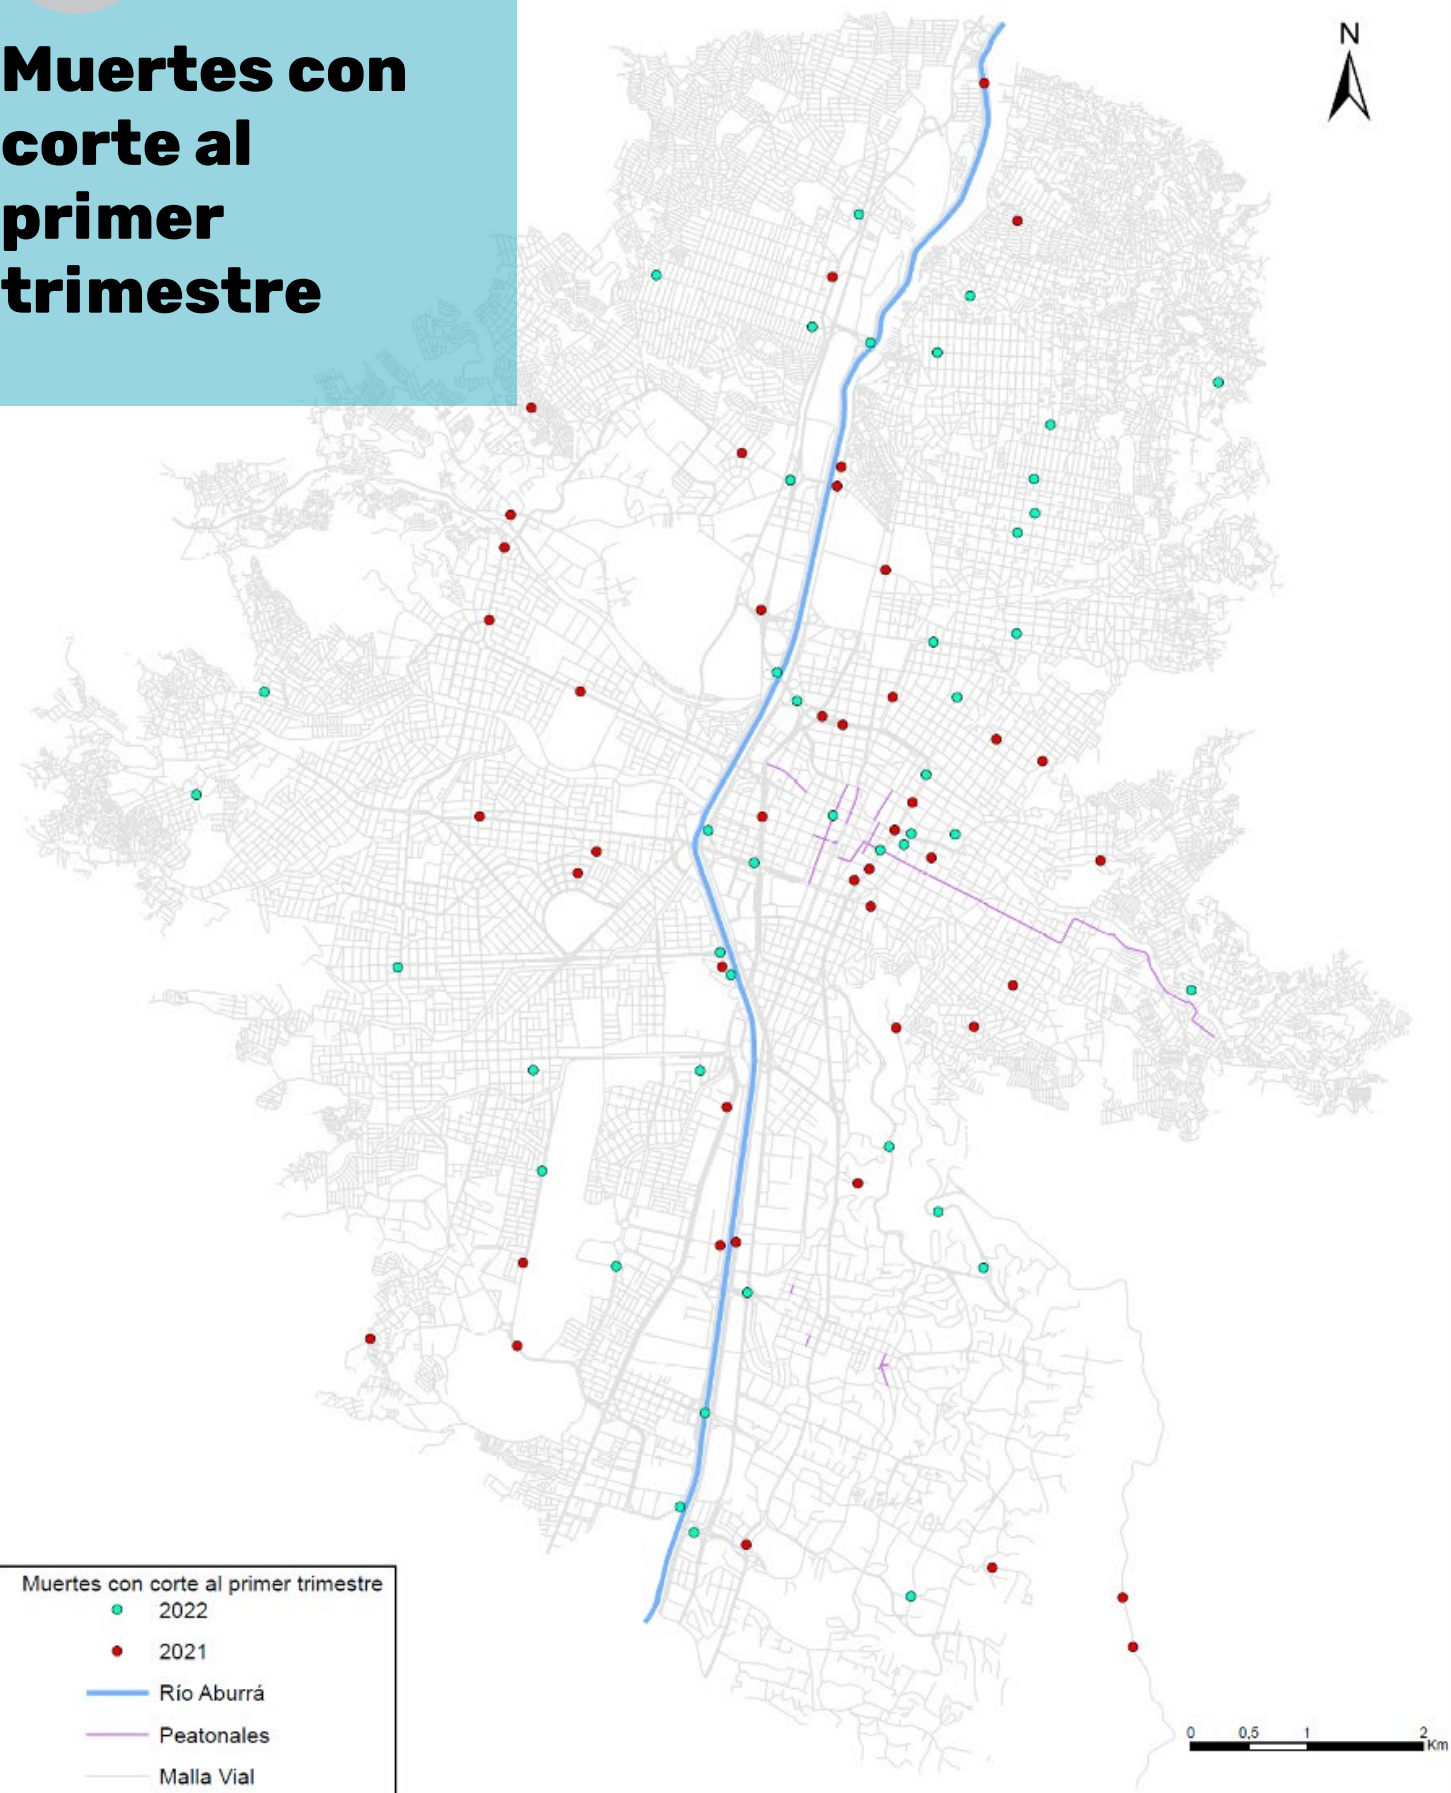 Muertes con
corte al
primer
trimestre
N
Muertes con corte al primer trimestre
2022
2021
Río Aburrá
Peatonales
Malla Vial
0 0,5 1 2
Km